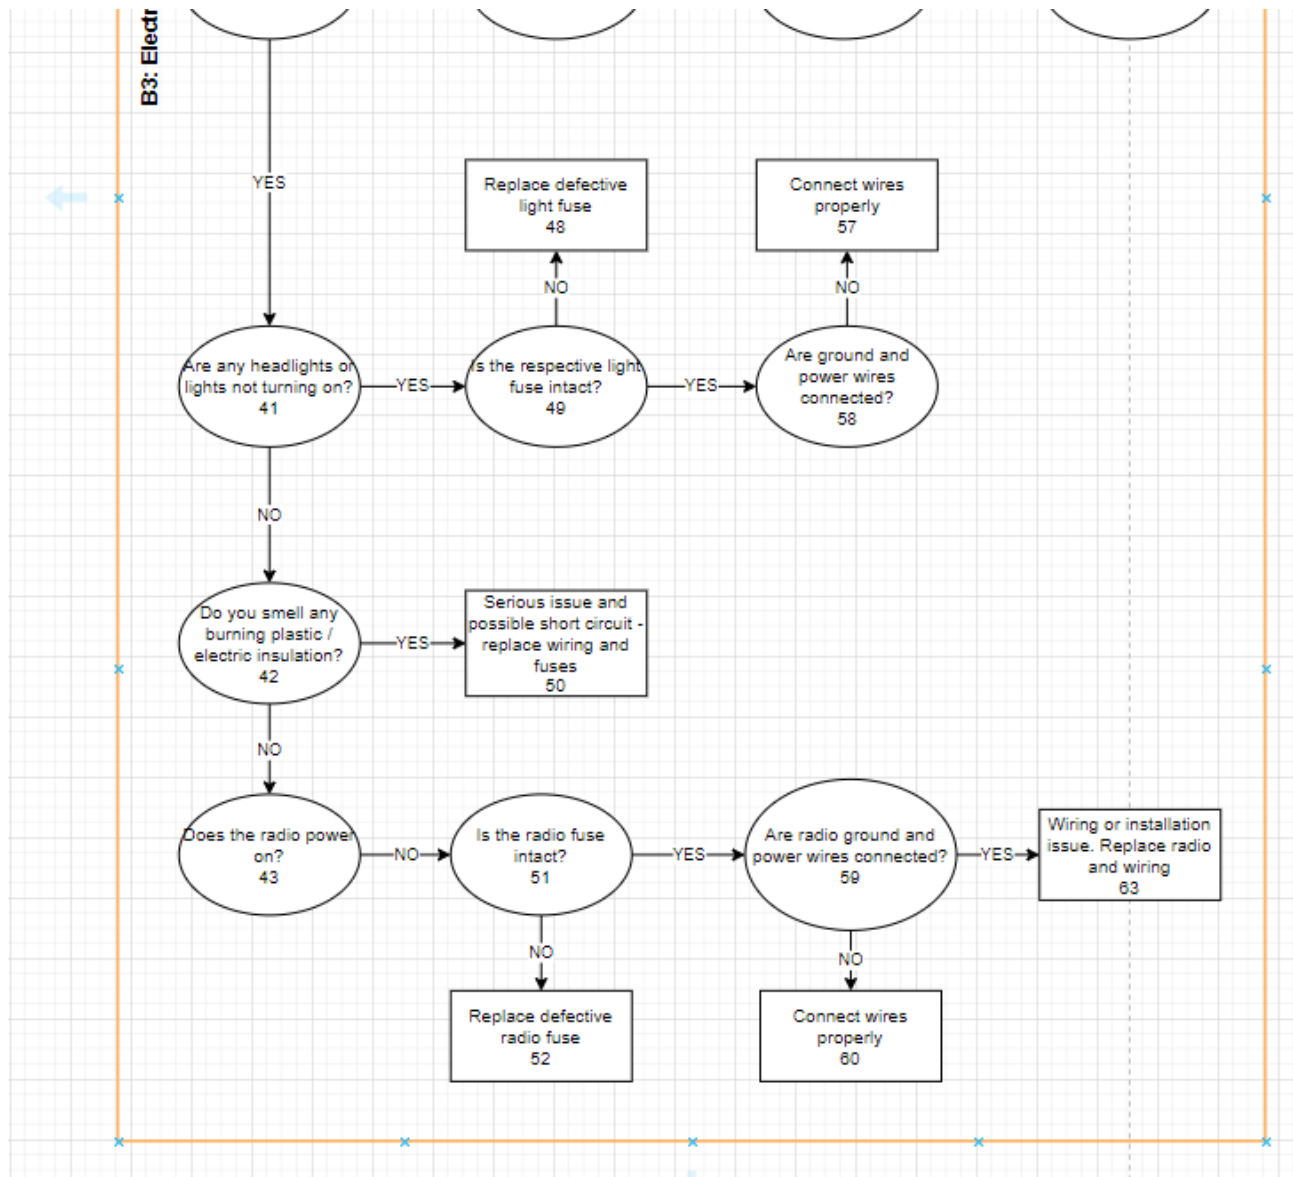 B3: Electr
YES
Replace defective
light fuse
48
Connect wires
properly
57
NO
NO
Are any headlights or
lights not turning on?
41
YES
Is the respective light
fuse intact?
49
YES
Are ground and
power wires
connected?
58
NO
Do you smell any
burning plastic /
electric insulation?
42
YES
Serious issue and
possible short circuit -
replace wiring and
fuses
50
NO
Does the radio power
on?
43
NO
Is the radio fuse
intact?
51
YES
Are radio ground and
power wires connected?
59
YES
Wiring or installation
issue. Replace radio
and wiring
63
NO
NO
Replace defective
radio fuse
52
Connect wires
properly
60